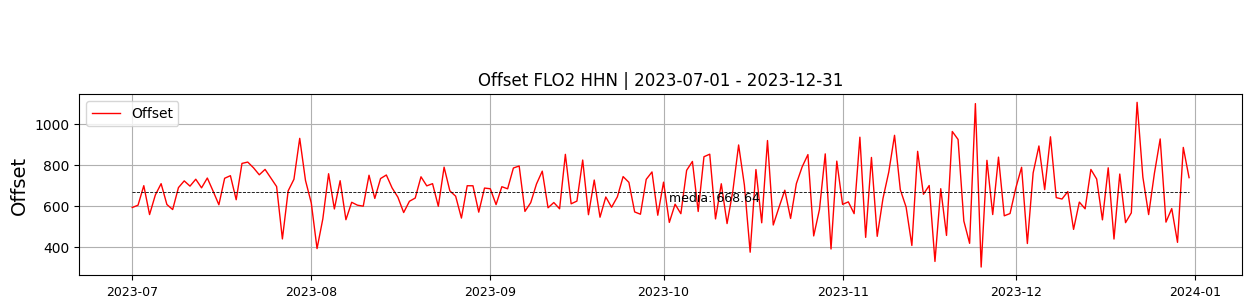 Offset FLO2 HHN | 2023-07-01 - 2023-12-31
Offset
Offset
1000
800
600
400
media: 668.64
2023-07 2023-08 2023-09 2023-10 2023-11 2023-12 2024-01